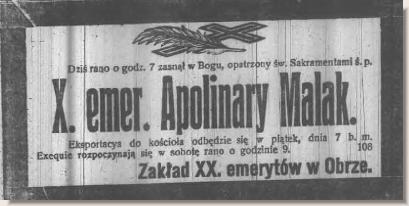 Dziś rano o godz. 7 zasnął w Bogu, opatrzony św. Sakramentami ś. p.
X. emer. Apolinary Malak.
Eksportacya do kościoła odbędzie się w piątek, dnia 7 b. m.
Exequie rozpoczynają się w sobotę rano o godzinie 9. 108
Zakład XX. emerytów w Obrze.